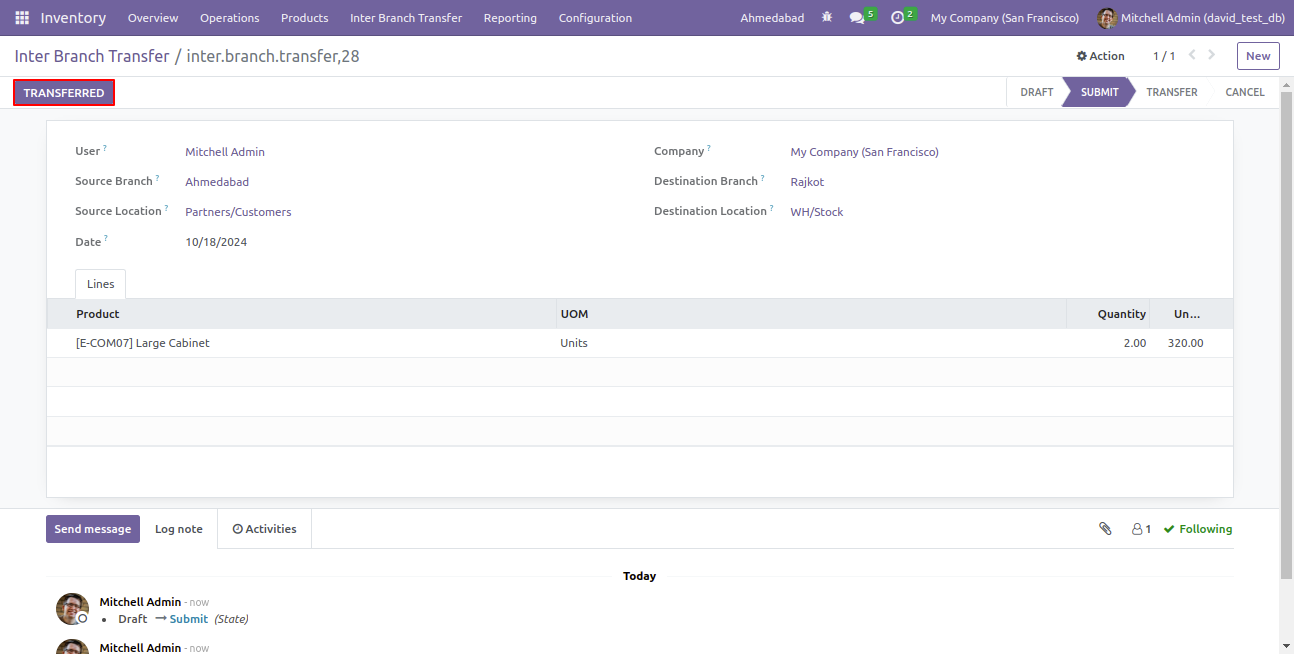 Inventory Overview Operations Products Inter Branch Transfer Reporting Configuration Ahmedabad 5 2 My Company (San Francisco) Mitchell Admin (david_test_db)
Inter Branch Transfer / inter.branch.transfer,28 Action 1 / 1 New
TRANSFERRED DRAFT SUBMIT TRANSFER CANCEL
User ? Mitchell Admin Company ? My Company (San Francisco)
Source Branch ? Ahmedabad Destination Branch ? Rajkot
Source Location ? Partners/Customers Destination Location ? WH/Stock
Date ? 10/18/2024
Lines
Product UOM Quantity Un...
[E-COM07] Large Cabinet Units 2.00 320.00
Send message Log note Activities 1 Following
Today
Mitchell Admin - now
• Draft → Submit (State)
Mitchell Admin - now